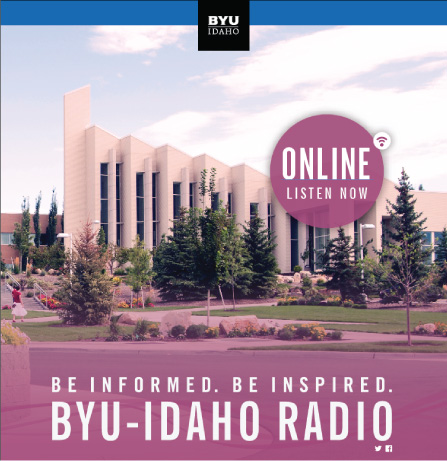 BYU
IDAHO
ONLINE
LISTEN NOW
BE INFORMED. BE INSPIRED.
BYU-IDAHO RADIO